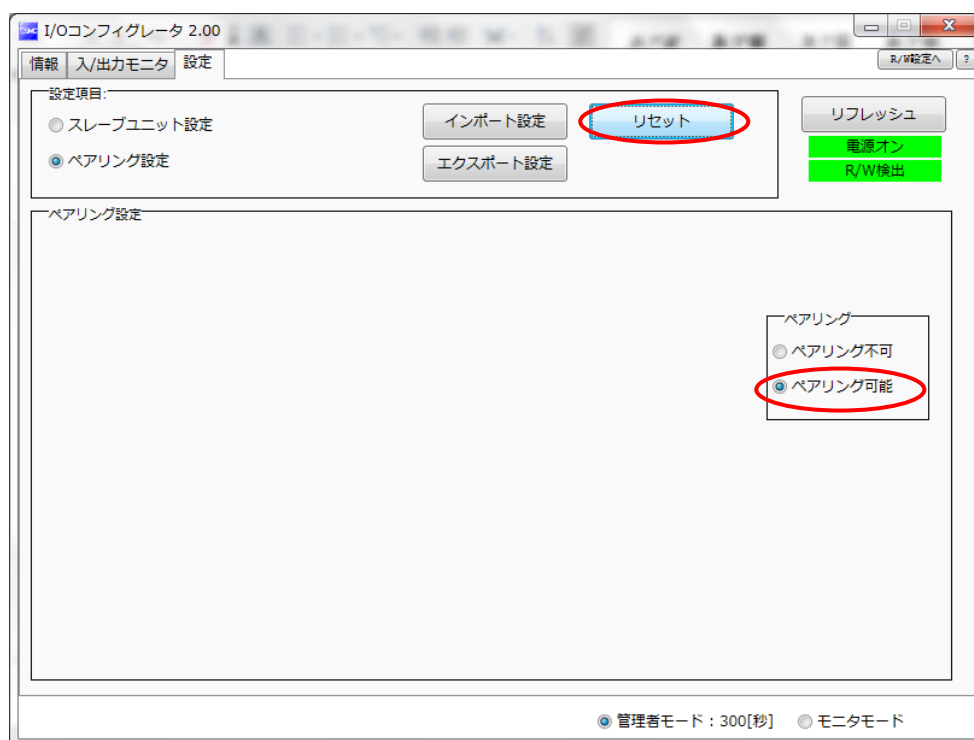 I/Oコンフィグレータ 2.00
情報 入/出力モニタ 設定 R/W設定へ ?
設定項目:
スレーブユニット設定 インポート設定 リセット リフレッシュ
電源オン
ペアリング設定 エクスポート設定
R/W検出
ペアリング設定
ペアリング
ペアリング不可
ペアリング可能
管理者モード：300[秒] モニタモード